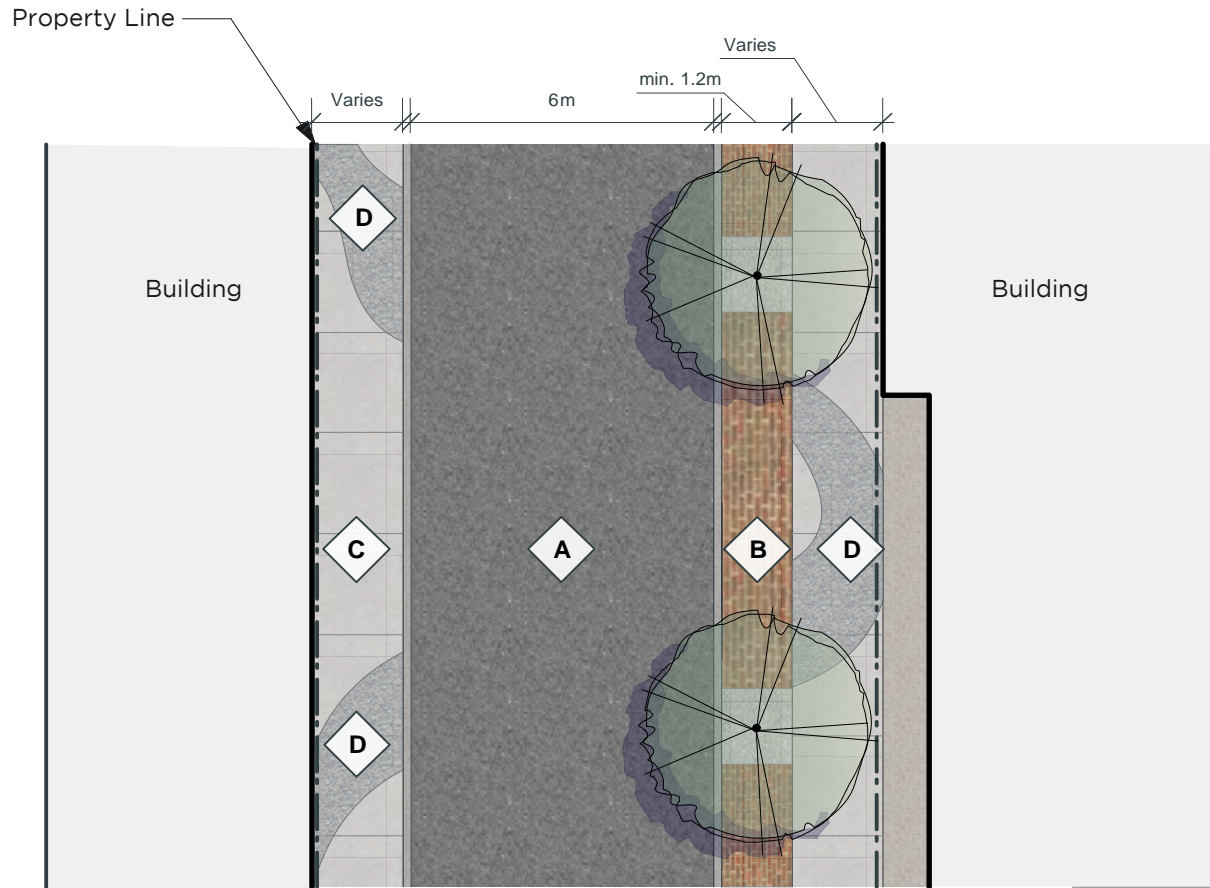 Property Line
Varies
min. 1.2m
Varies
6m
D
Building
Building
C
A
B
D
D